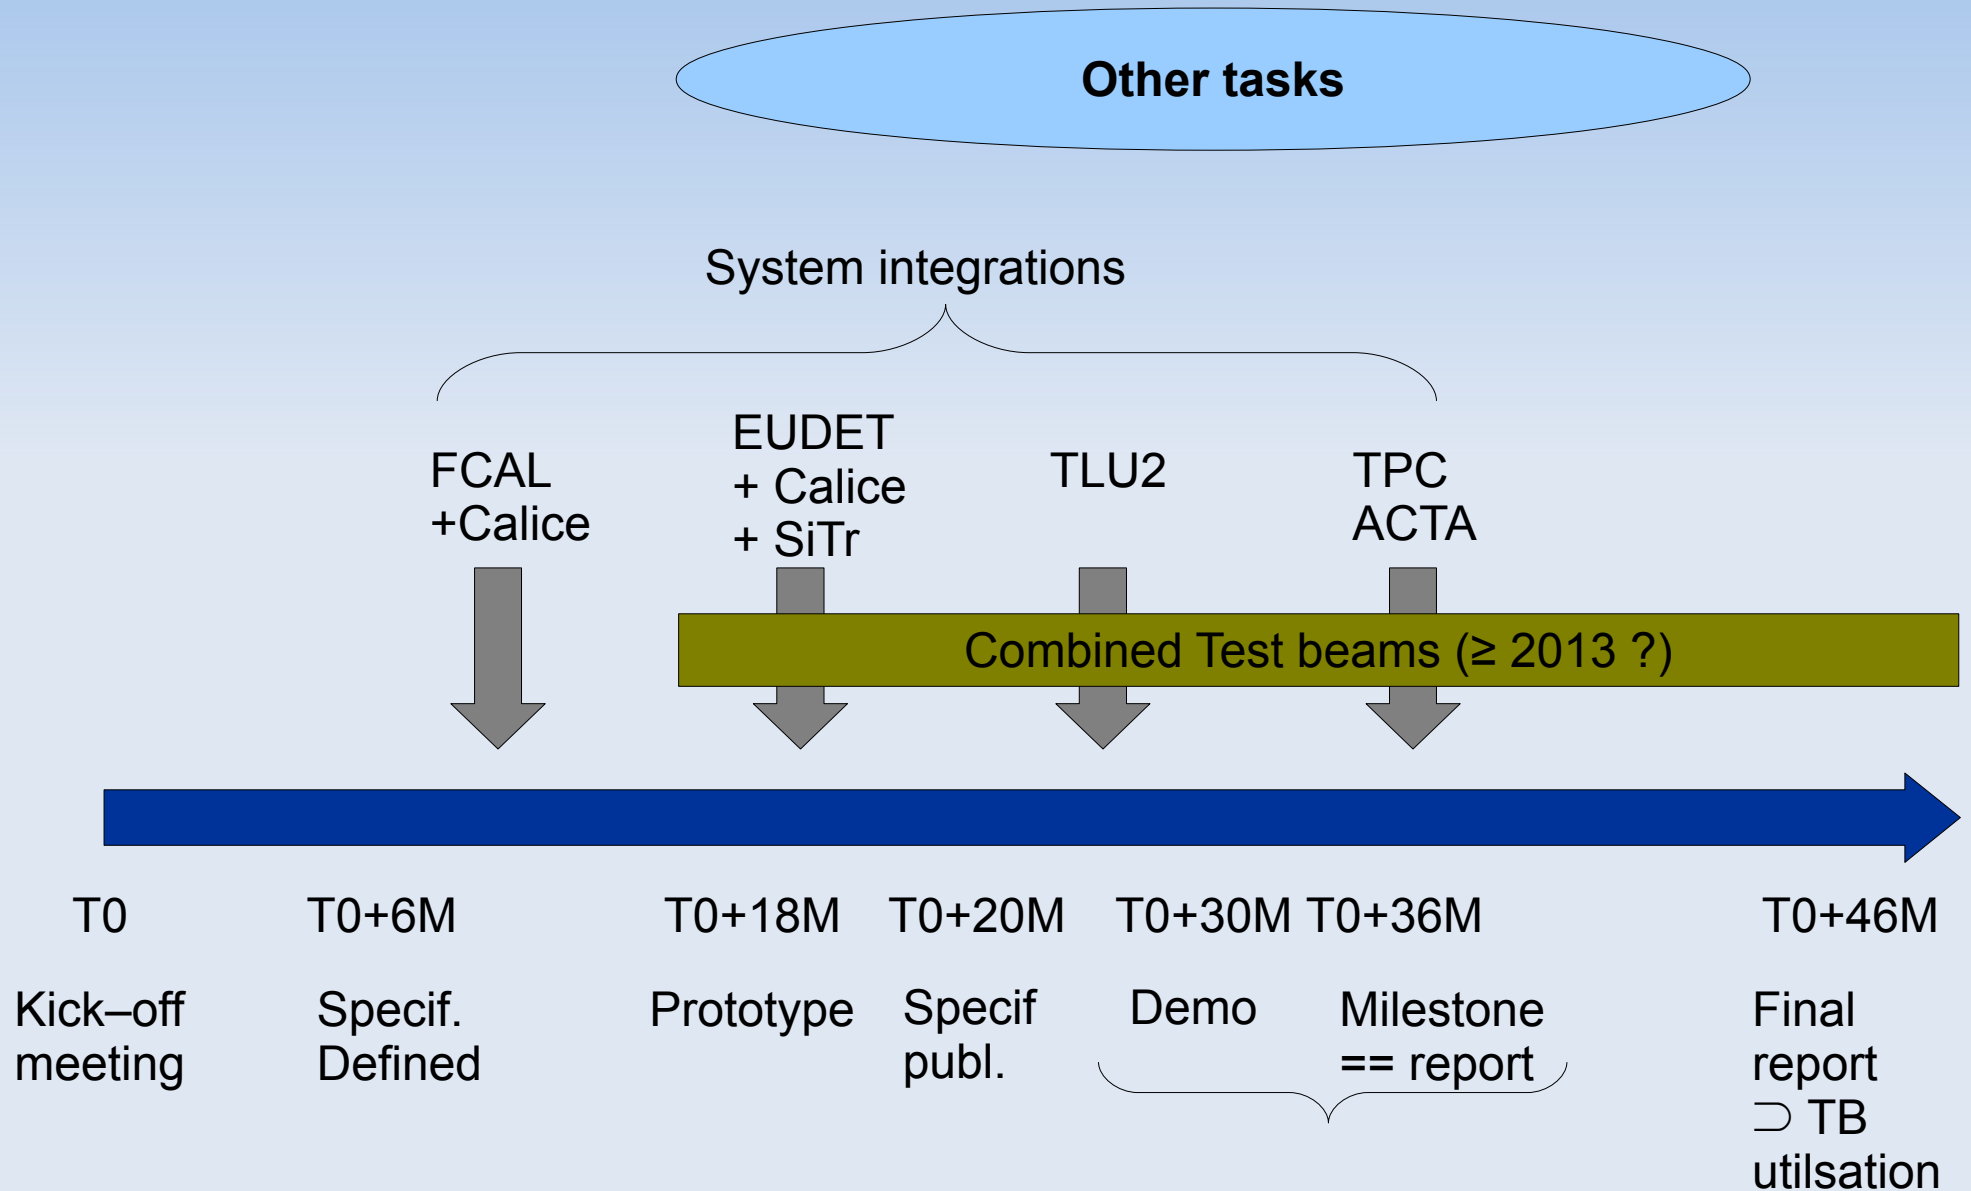 Other tasks
System integrations
FCAL
+Calice
EUDET
+ Calice
+ SiTr
TLU2
TPC
ACTA
Combined Test beams (≥ 2013 ?)
T0
T0+6M
T0+18M
T0+20M
T0+30M
T0+36M
T0+46M
Kick–off
meeting
Specif.
Defined
Prototype
Specif
publ.
Demo
Milestone
== report
Final
report
⊃ TB
utilsation